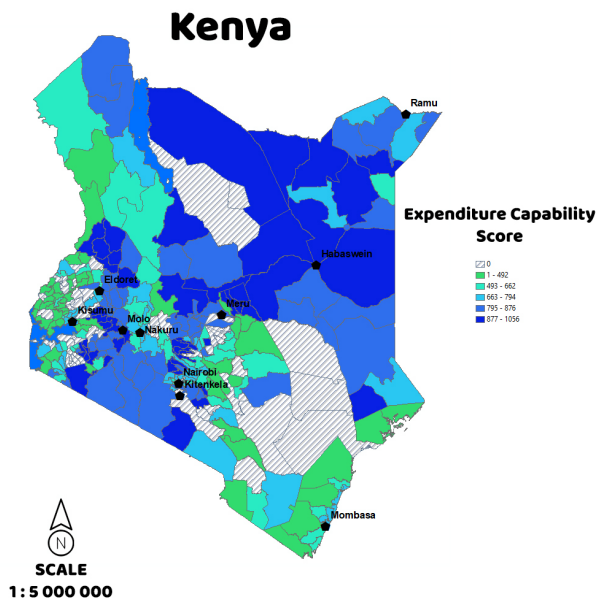 Kenya
Ramu
Expenditure Capability
Score
0
1 - 492
493 - 662
663 - 794
795 - 876
877 - 1056
Habaswein
Eldoret
Meru
Kisumu
Molo
Nakuru
Nairobi
Kitenkela
Mombasa
N
SCALE
1 : 5 000 000